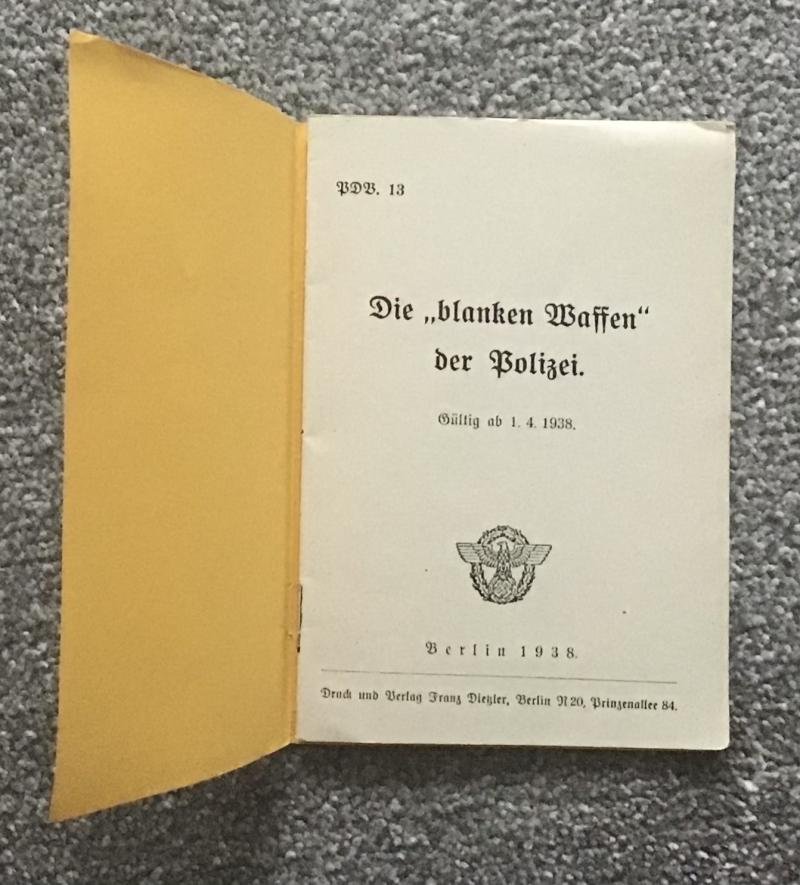 PDV. 13
Die „blanken Waffen“
der Polizei.
Gültig ab 1. 4. 1938.
Berlin 1938.
Druck und Verlag Franz Dietzler, Berlin N 20, Prinzenallee 84.